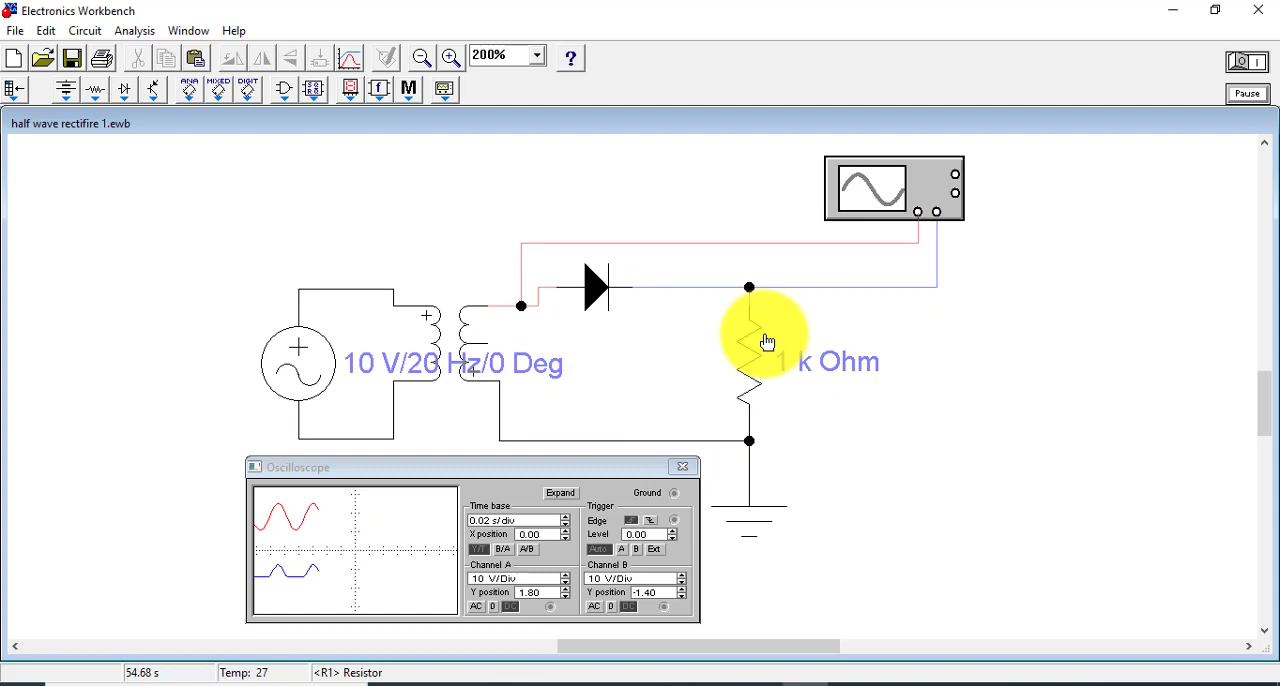 Electronics Workbench
File Edit Circuit Analysis Window Help
200%
?
ANA MIXED DIGIT
f
M
Pause
half wave rectifire 1.ewb
+
+
10 V/20 Hz/0 Deg
+
1 k Ohm
Oscilloscope
Expand Ground
Time base Trigger
0.02 s/div Edge
X position 0.00 Level 0.00
Y/T B/A A/B Auto A B Ext
Channel A Channel B
10 V/Div 10 V/Div
Y position 1.80 Y position -1.40
AC 0 DC AC 0 DC
54.68 s Temp: 27 <R1> Resistor